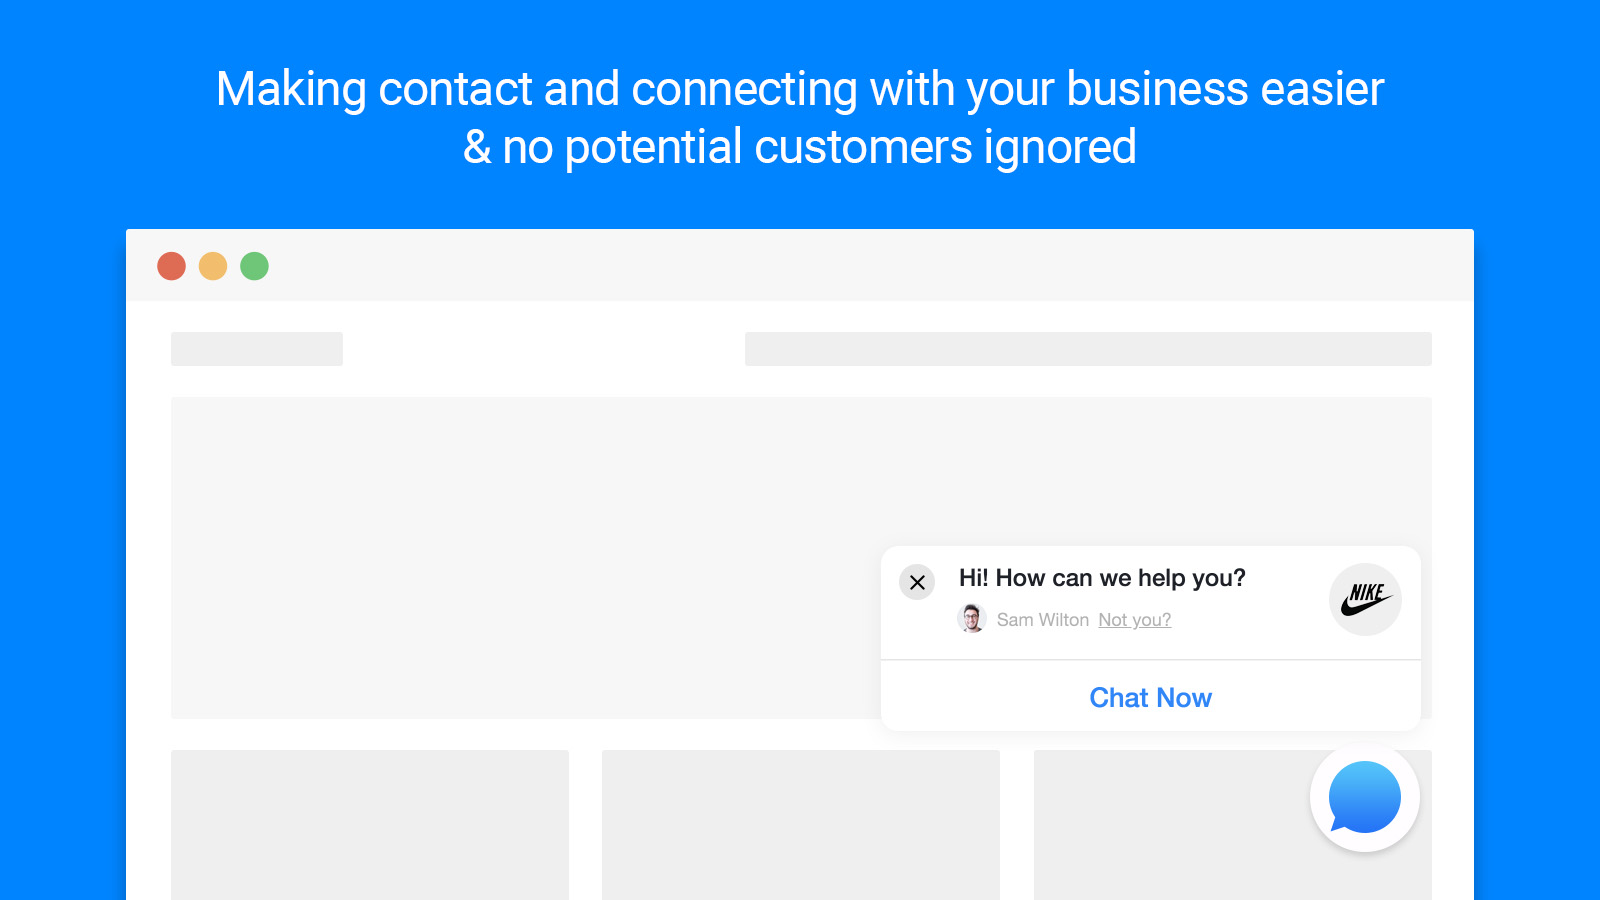 Making contact and connecting with your business easier
& no potential customers ignored
Hi! How can we help you?
NIKE
Sam Wilton Not you?
Chat Now